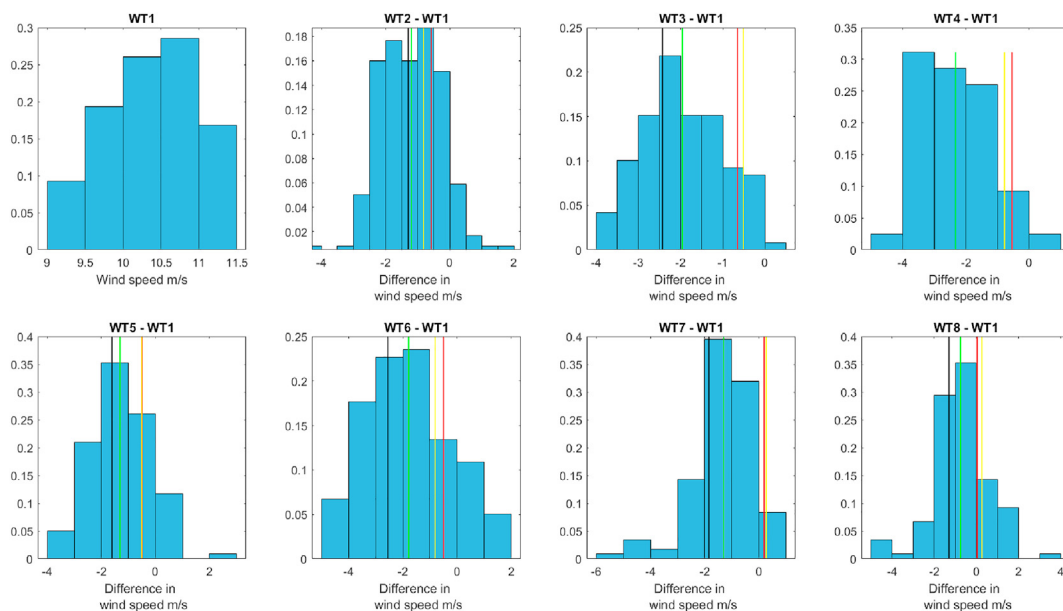 WT1
0.3
0.25
0.2
0.15
0.1
0.05
0
9 9.5 10 10.5 11 11.5
Wind speed m/s
WT2 - WT1
0.18
0.16
0.14
0.12
0.1
0.08
0.06
0.04
0.02
-4 -2 0 2
Difference in
wind speed m/s
WT3 - WT1
0.25
0.2
0.15
0.1
0.05
0
-4 -3 -2 -1 0
Difference in
wind speed m/s
WT4 - WT1
0.35
0.3
0.25
0.2
0.15
0.1
0.05
0
-4 -2 0
Difference in
wind speed m/s
WT5 - WT1
0.4
0.35
0.3
0.25
0.2
0.15
0.1
0.05
0
-4 -2 0 2
Difference in
wind speed m/s
WT6 - WT1
0.25
0.2
0.15
0.1
0.05
0
-4 -2 0 2
Difference in
wind speed m/s
WT7 - WT1
0.4
0.35
0.3
0.25
0.2
0.15
0.1
0.05
0
-6 -4 -2 0
Difference in
wind speed m/s
WT8 - WT1
0.4
0.35
0.3
0.25
0.2
0.15
0.1
0.05
0
-4 -2 0 2 4
Difference in
wind speed m/s